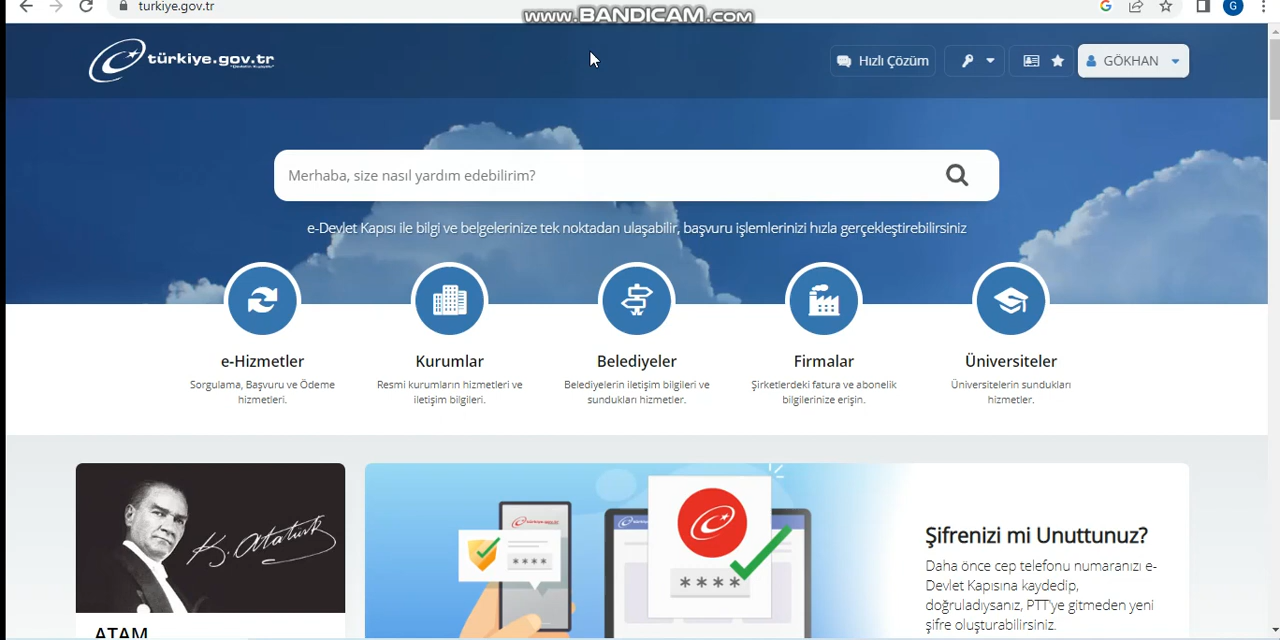 turkiye.gov.tr
www.BANDICAM.com
G
türkiye.gov.tr
Hızlı Çözüm
GÖKHAN
Merhaba, size nasıl yardım edebilirim?
e-Devlet Kapısı ile bilgi ve belgelerinize tek noktadan ulaşabilir, başvuru işlemlerinizi hızla gerçekleştirebilirsiniz
e-Hizmetler
Sorgulama, Başvuru ve Ödeme
hizmetleri.
Kurumlar
Resmi kurumların hizmetleri ve
iletişim bilgileri.
Belediyeler
Belediyelerin iletişim bilgileri ve
sundukları hizmetler.
Firmalar
Şirketlerdeki fatura ve abonelik
bilgilerinize erişin.
Üniversiteler
Üniversitelerin sundukları
hizmetler.
K. Atatürk
ATAM
türkiye.gov.tr
****
****
Şifrenizi mi Unuttunuz?
Daha önce cep telefonu numaranızı e-
Devlet Kapısına kaydedip,
doğruladıysanız, PTT'ye gitmeden yeni
şifre oluşturabilirsiniz.